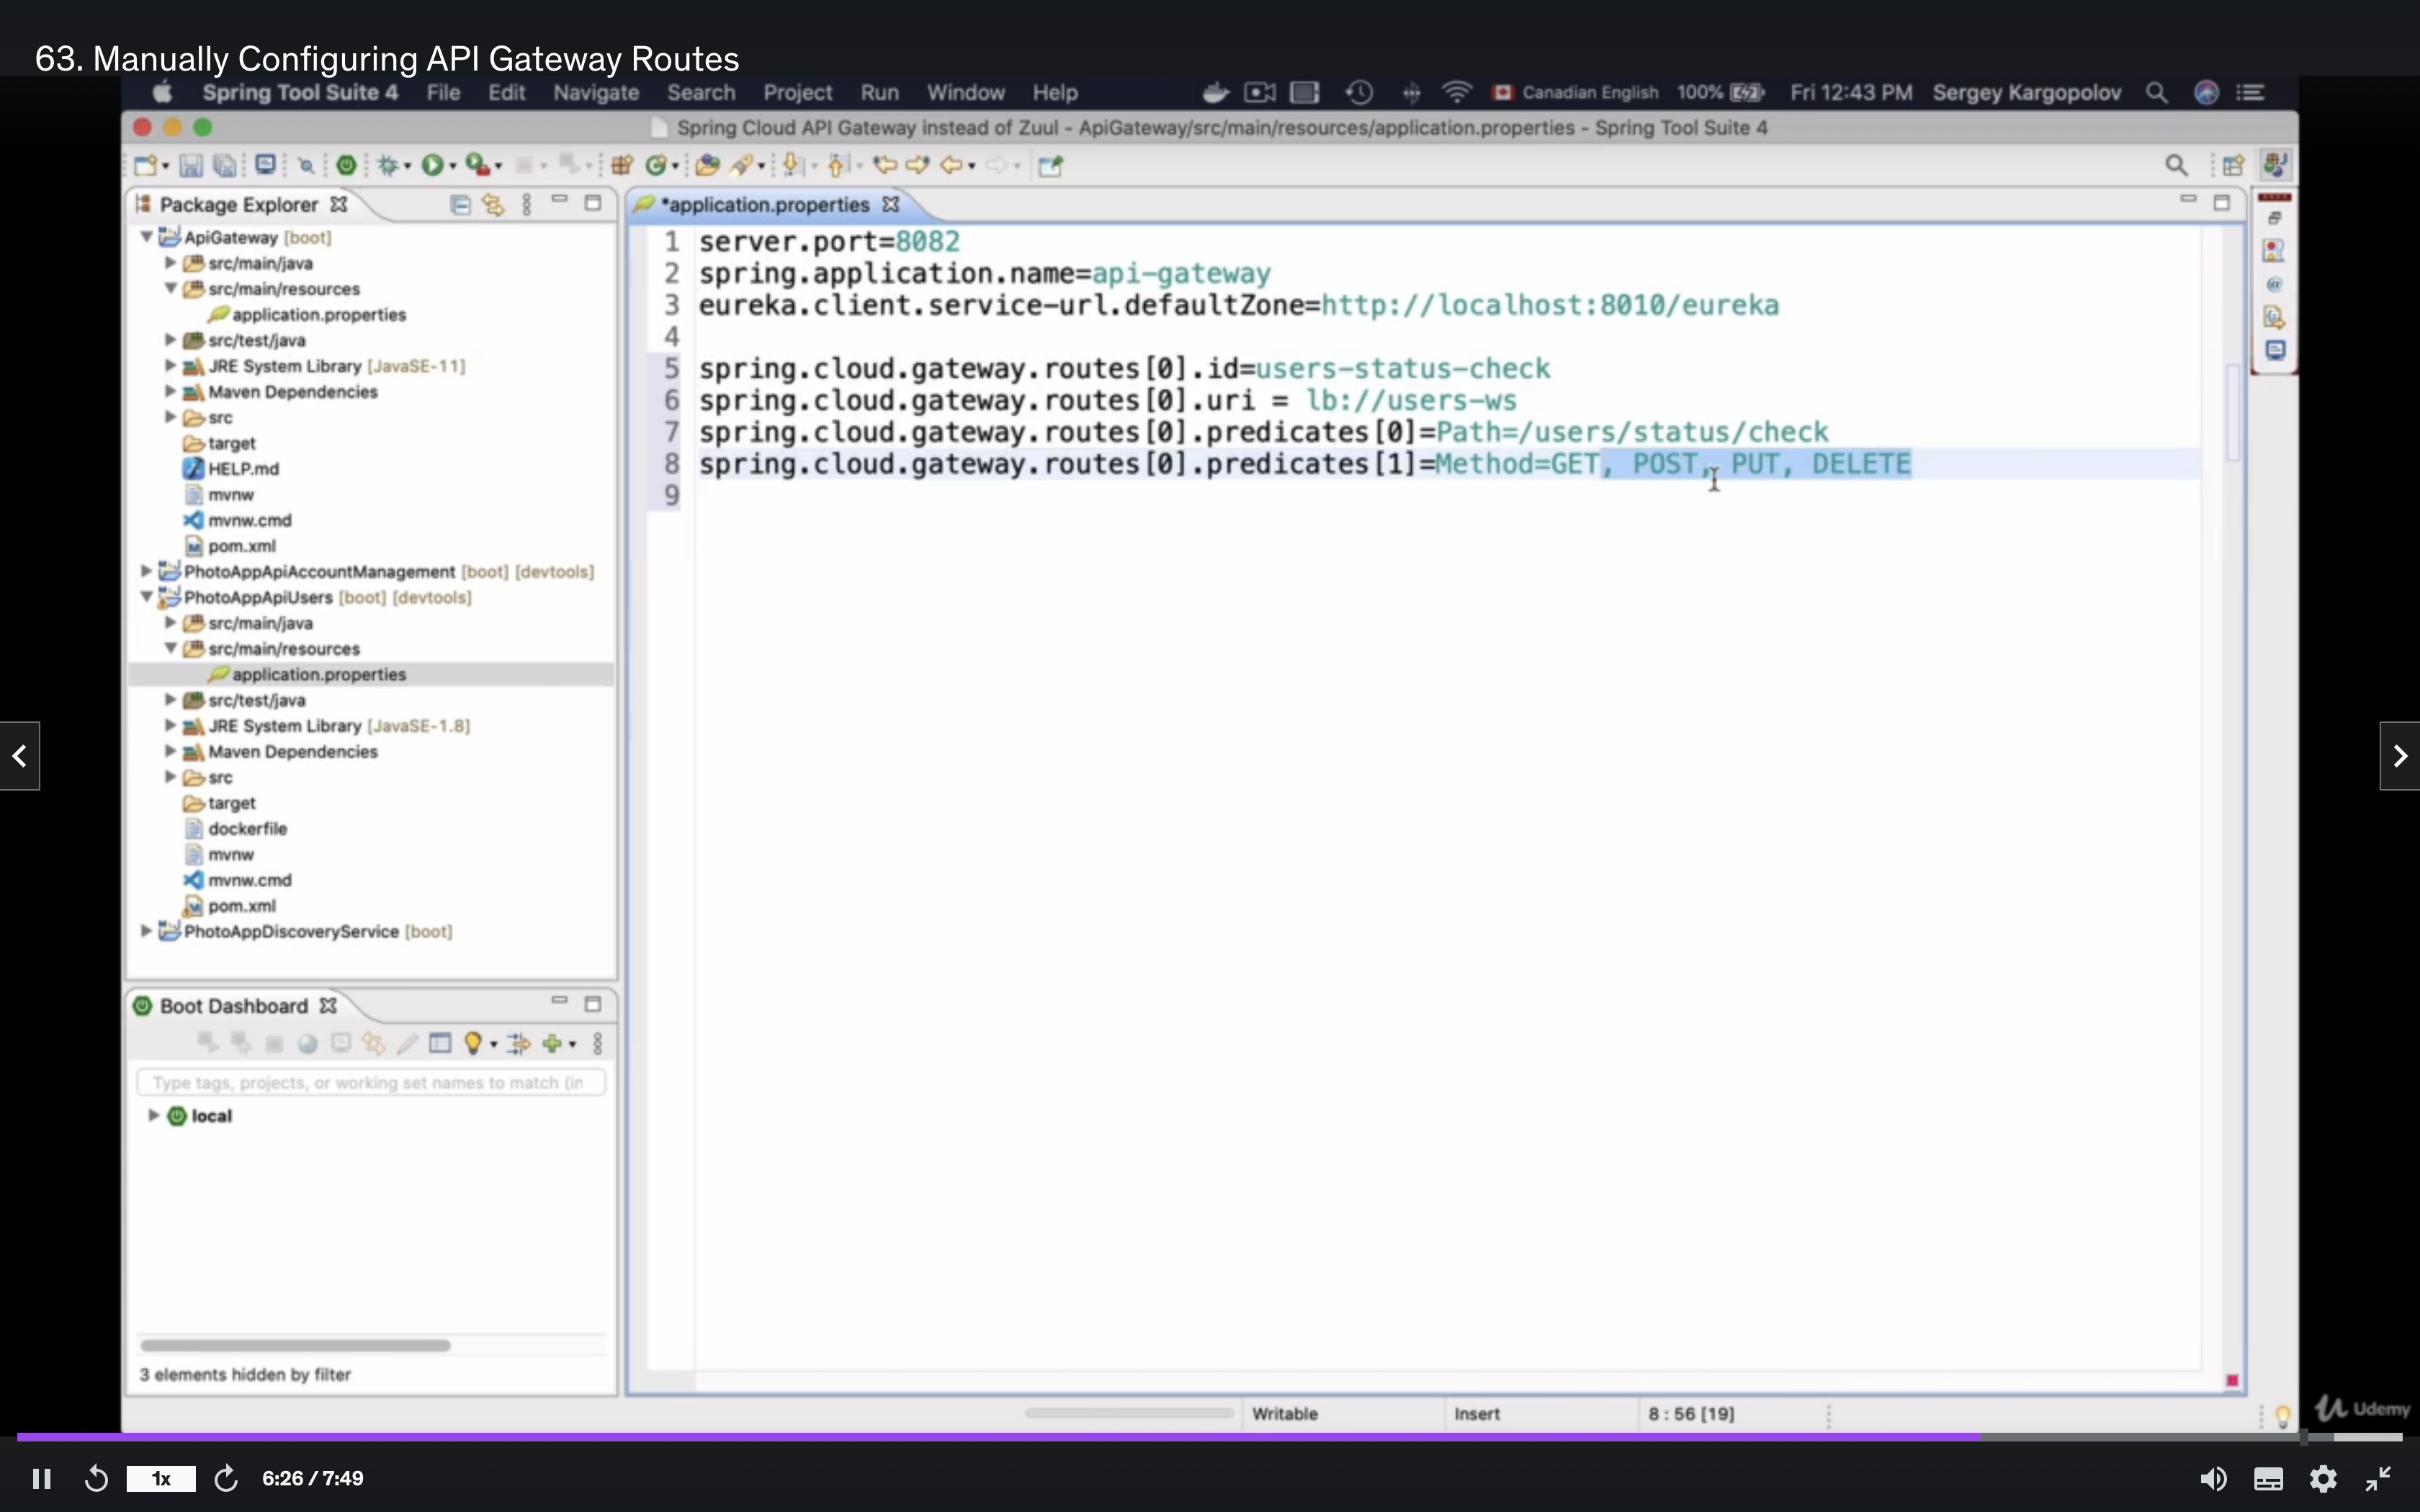 63. Manually Configuring API Gateway Routes
Spring Tool Suite 4 File Edit Navigate Search Project Run Window Help Canadian English 100% Fri 12:43 PM Sergey Kargopolov
Spring Cloud API Gateway instead of Zuul - ApiGateway/src/main/resources/application.properties - Spring Tool Suite 4
Package Explorer
ApiGateway [boot]
src/main/java
src/main/resources
application.properties
src/test/java
JRE System Library [JavaSE-11]
Maven Dependencies
src
target
HELP.md
mvnw
mvnw.cmd
pom.xml
PhotoAppApiAccountManagement [boot] [devtools]
PhotoAppApiUsers [boot] [devtools]
src/main/java
src/main/resources
application.properties
src/test/java
JRE System Library [JavaSE-1.8]
Maven Dependencies
src
target
dockerfile
mvnw
mvnw.cmd
pom.xml
PhotoAppDiscoveryService [boot]
*application.properties
1 server.port=8082
2 spring.application.name=api-gateway
3 eureka.client.service-url.defaultZone=http://localhost:8010/eureka
4
5 spring.cloud.gateway.routes[0].id=users-status-check
6 spring.cloud.gateway.routes[0].uri = lb://users-ws
7 spring.cloud.gateway.routes[0].predicates[0]=Path=/users/status/check
8 spring.cloud.gateway.routes[0].predicates[1]=Method=GET, POST, PUT, DELETE
9
Boot Dashboard
Type tags, projects, or working set names to match (in
local
3 elements hidden by filter
Writable Insert 8 : 56 [19]
Udemy
1x 6:26 / 7:49